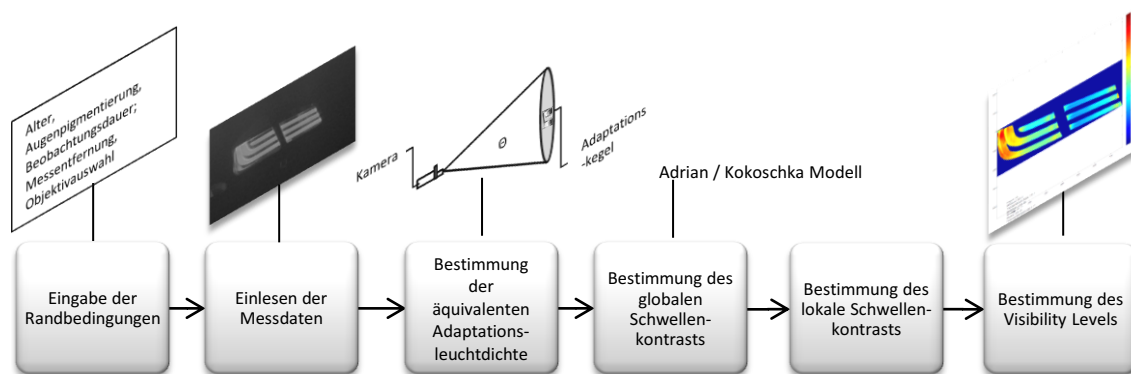 Alter,
Augenpigmentierung,
Beobachtungsdauer;
Messentfernung,
Objektivauswahl
Kamera
Θ
Adaptations
-kegel
Adrian / Kokoschka Modell
Eingabe der
Randbedingungen
Einlesen der
Messdaten
Bestimmung
der
äquivalenten
Adaptations-
leuchtdichte
Bestimmung des
globalen
Schwellen-
kontrasts
Bestimmung des
lokale Schwellen-
kontrasts
Bestimmung des
Visibility Levels